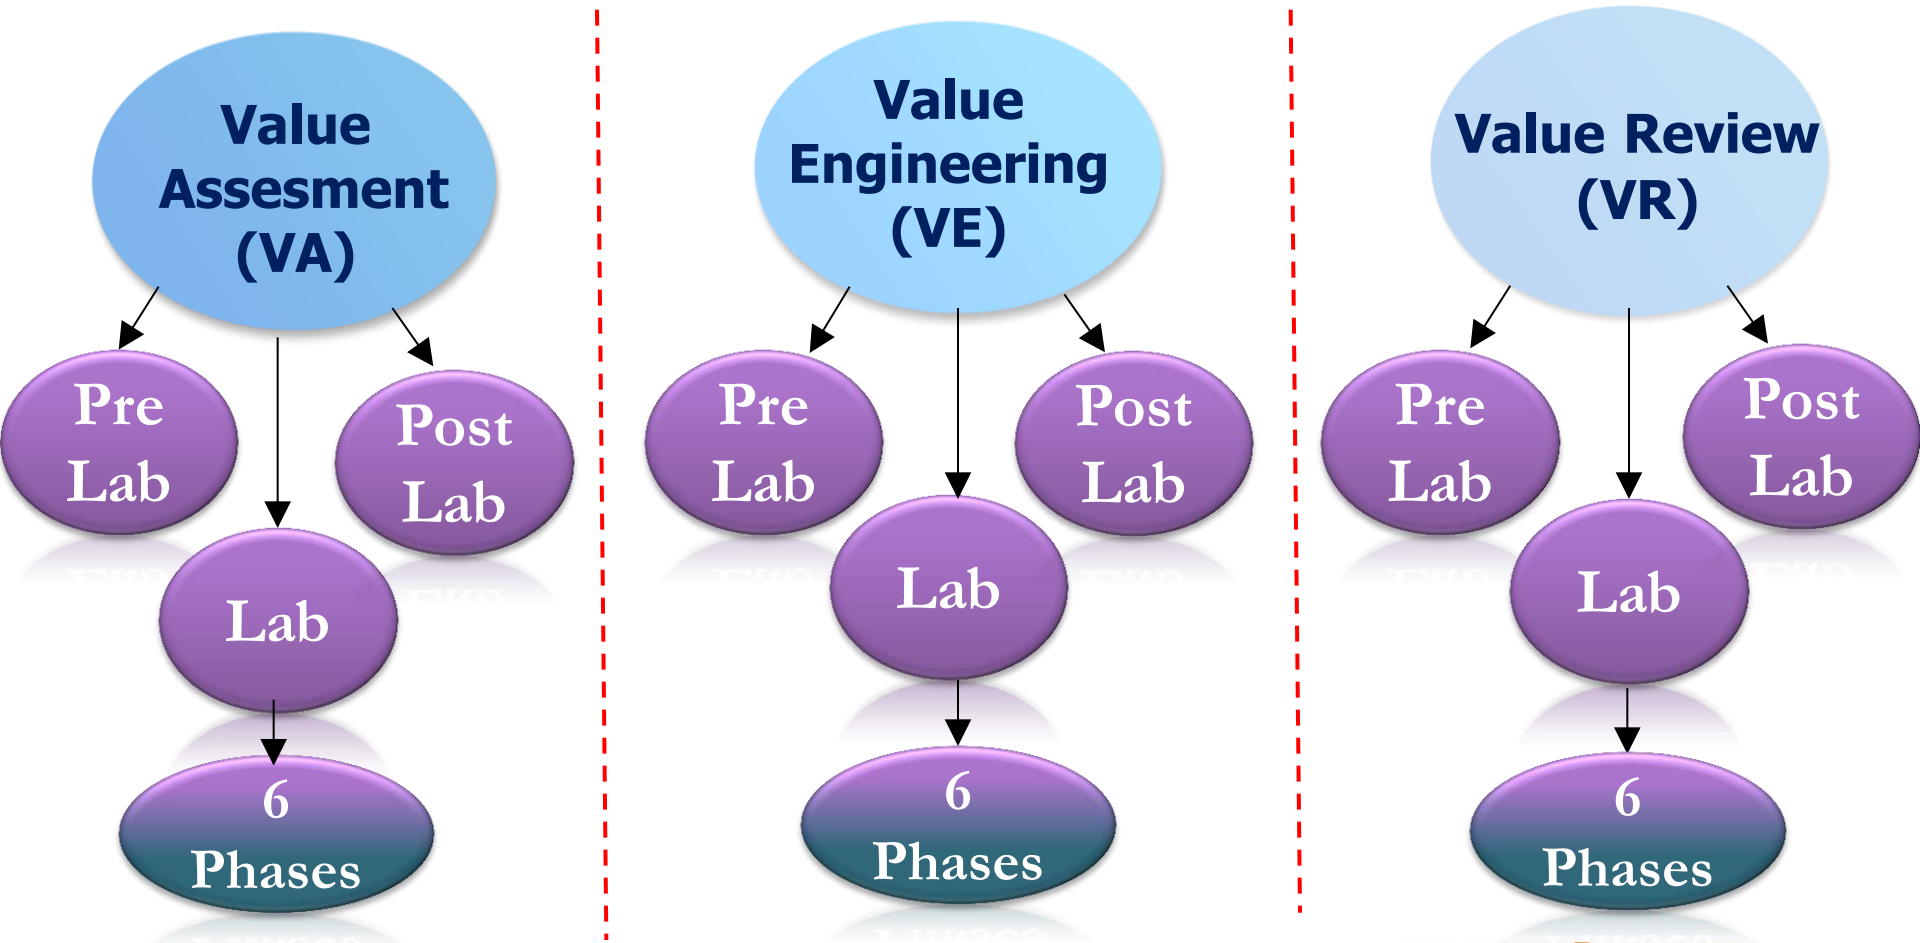 Value
Assesment
(VA)
Pre
Lab
Post
Lab
Lab
6
Phases
Value
Engineering
(VE)
Pre
Lab
Post
Lab
Lab
6
Phases
Value Review
(VR)
Pre
Lab
Post
Lab
Lab
6
Phases